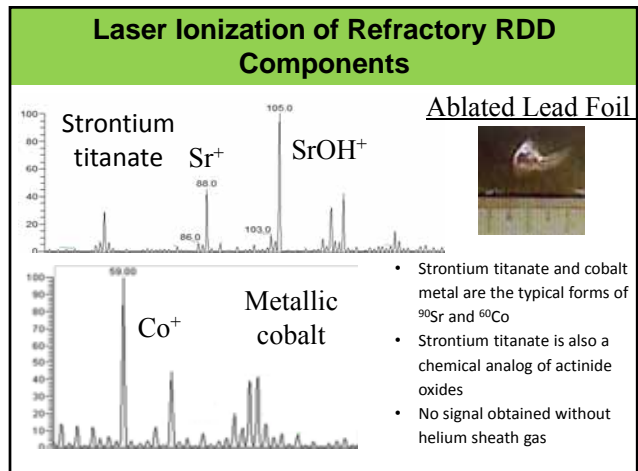 Laser Ionization of Refractory RDD
Components
Strontium
titanate
100
80
60
40
20
0
Sr⁺
88.0
86.0
SrOH⁺
105.0
103.0
Ablated Lead Foil
Metallic
cobalt
100
90
80
70
60
50
40
30
20
10
0
59.00
Co⁺
• Strontium titanate and cobalt
metal are the typical forms of
⁹⁰Sr and ⁶⁰Co
• Strontium titanate is also a
chemical analog of actinide
oxides
• No signal obtained without
helium sheath gas